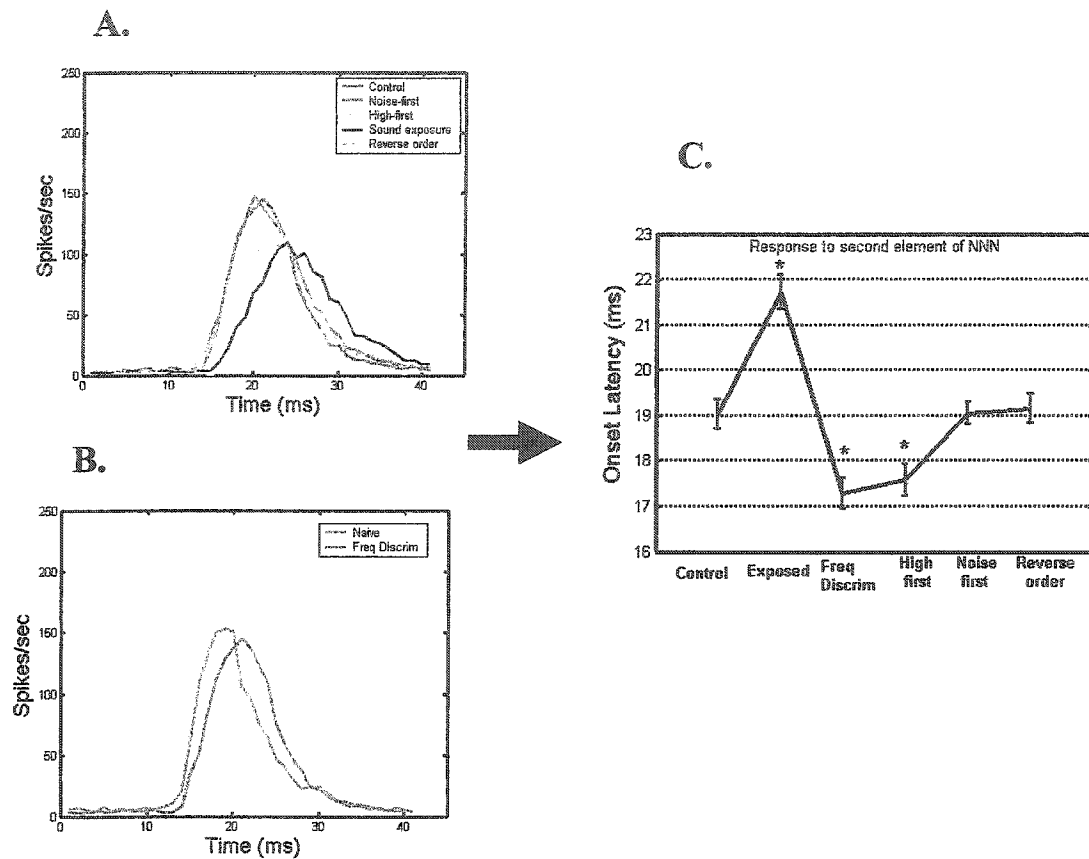 A.
250
200
150
100
50
0
Spikes/sec
Control
Noise-first
High-first
Sound exposure
Reverse order
0 10 20 30 40
Time (ms)
B.
250
200
150
100
50
0
Spikes/sec
Naive
Freq Discrim
0 10 20 30 40
Time (ms)
C.
Response to second element of NNN
23
22
21
20
19
18
17
16
Onset Latency (ms)
* * *
Control Exposed Freq Discrim High first Noise first Reverse order